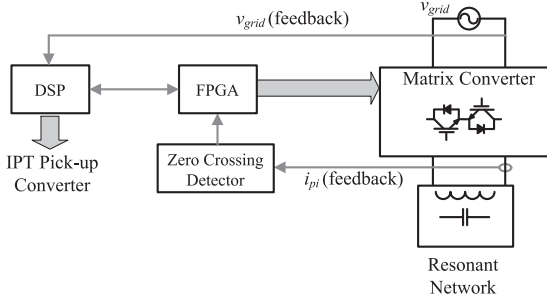 v_grid (feedback)
v_grid
DSP
FPGA
Matrix Converter
IPT Pick-up
Converter
Zero Crossing
Detector
i_pi (feedback)
Resonant
Network